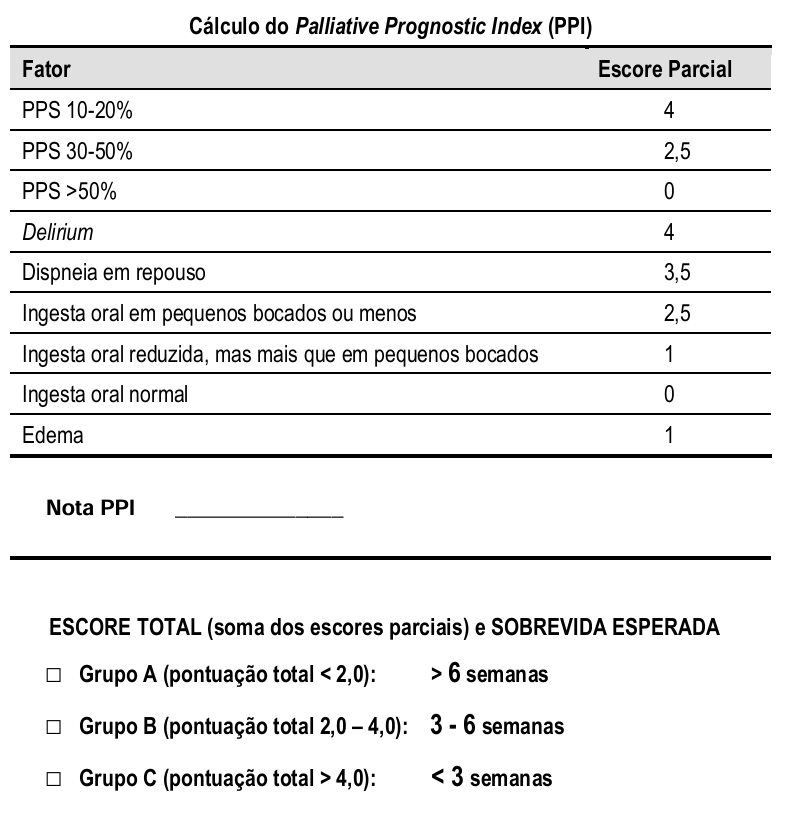 Cálculo do Palliative Prognostic Index (PPI)
Fator Escore Parcial
PPS 10-20% 4
PPS 30-50% 2,5
PPS >50% 0
Delirium 4
Dispneia em repouso 3,5
Ingesta oral em pequenos bocados ou menos 2,5
Ingesta oral reduzida, mas mais que em pequenos bocados 1
Ingesta oral normal 0
Edema 1
Nota PPI ______________
ESCORE TOTAL (soma dos escores parciais) e SOBREVIDA ESPERADA
□ Grupo A (pontuação total < 2,0): > 6 semanas
□ Grupo B (pontuação total 2,0 – 4,0): 3 - 6 semanas
□ Grupo C (pontuação total > 4,0): < 3 semanas